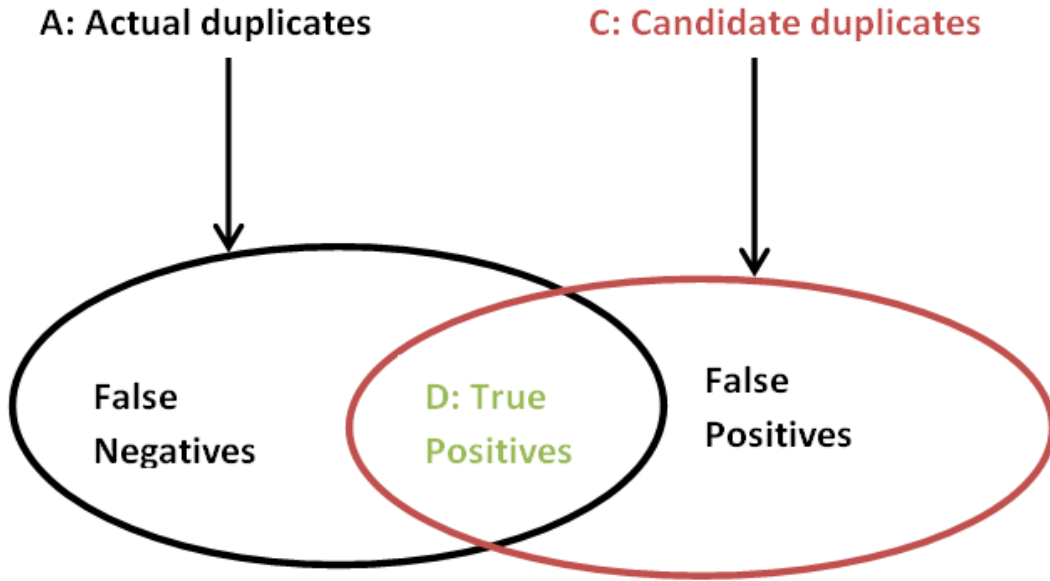 A: Actual duplicates
C: Candidate duplicates
False
Negatives
D: True
Positives
False
Positives